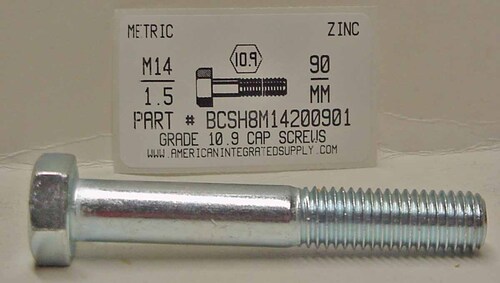 METRIC ZINC
10.9
M14 90
1.5 MM
PART # BCSH8M14200901
GRADE 10.9 CAP SCREWS
WWW.AMERICANINTEGRATEDSUPPLY.COM